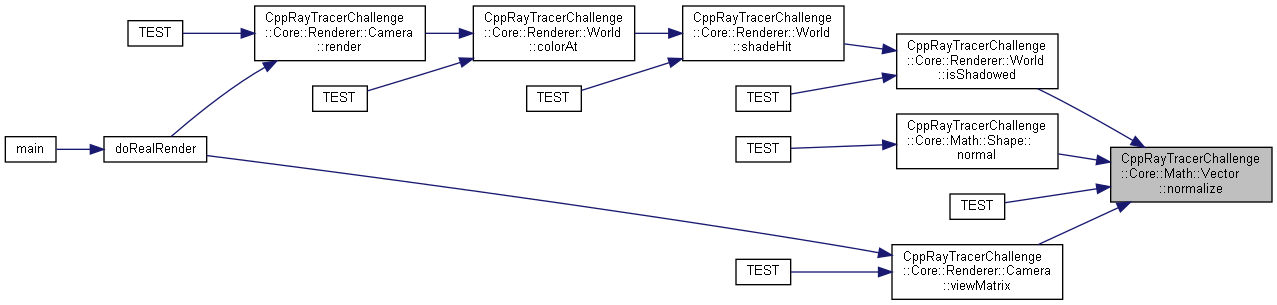 TEST
CppRayTracerChallenge
::Core::Renderer::Camera
::render
CppRayTracerChallenge
::Core::Renderer::World
::colorAt
CppRayTracerChallenge
::Core::Renderer::World
::shadeHit
CppRayTracerChallenge
::Core::Renderer::World
::isShadowed
TEST
TEST
TEST
main
doRealRender
TEST
CppRayTracerChallenge
::Core::Math::Shape::
normal
CppRayTracerChallenge
::Core::Math::Vector
::normalize
TEST
TEST
CppRayTracerChallenge
::Core::Renderer::Camera
::viewMatrix